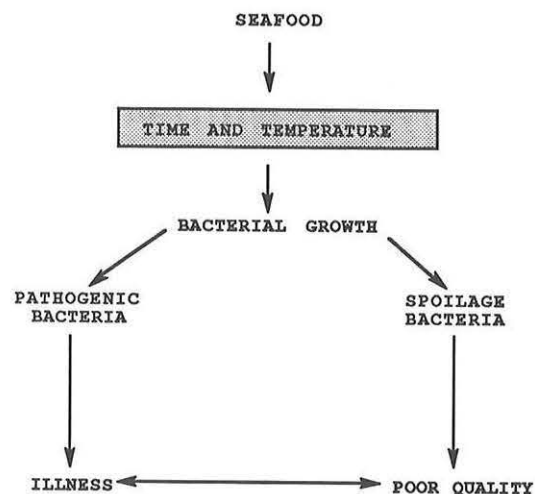 SEAFOOD
TIME AND TEMPERATURE
BACTERIAL GROWTH
PATHOGENIC
BACTERIA
SPOILAGE
BACTERIA
ILLNESS
POOR QUALITY